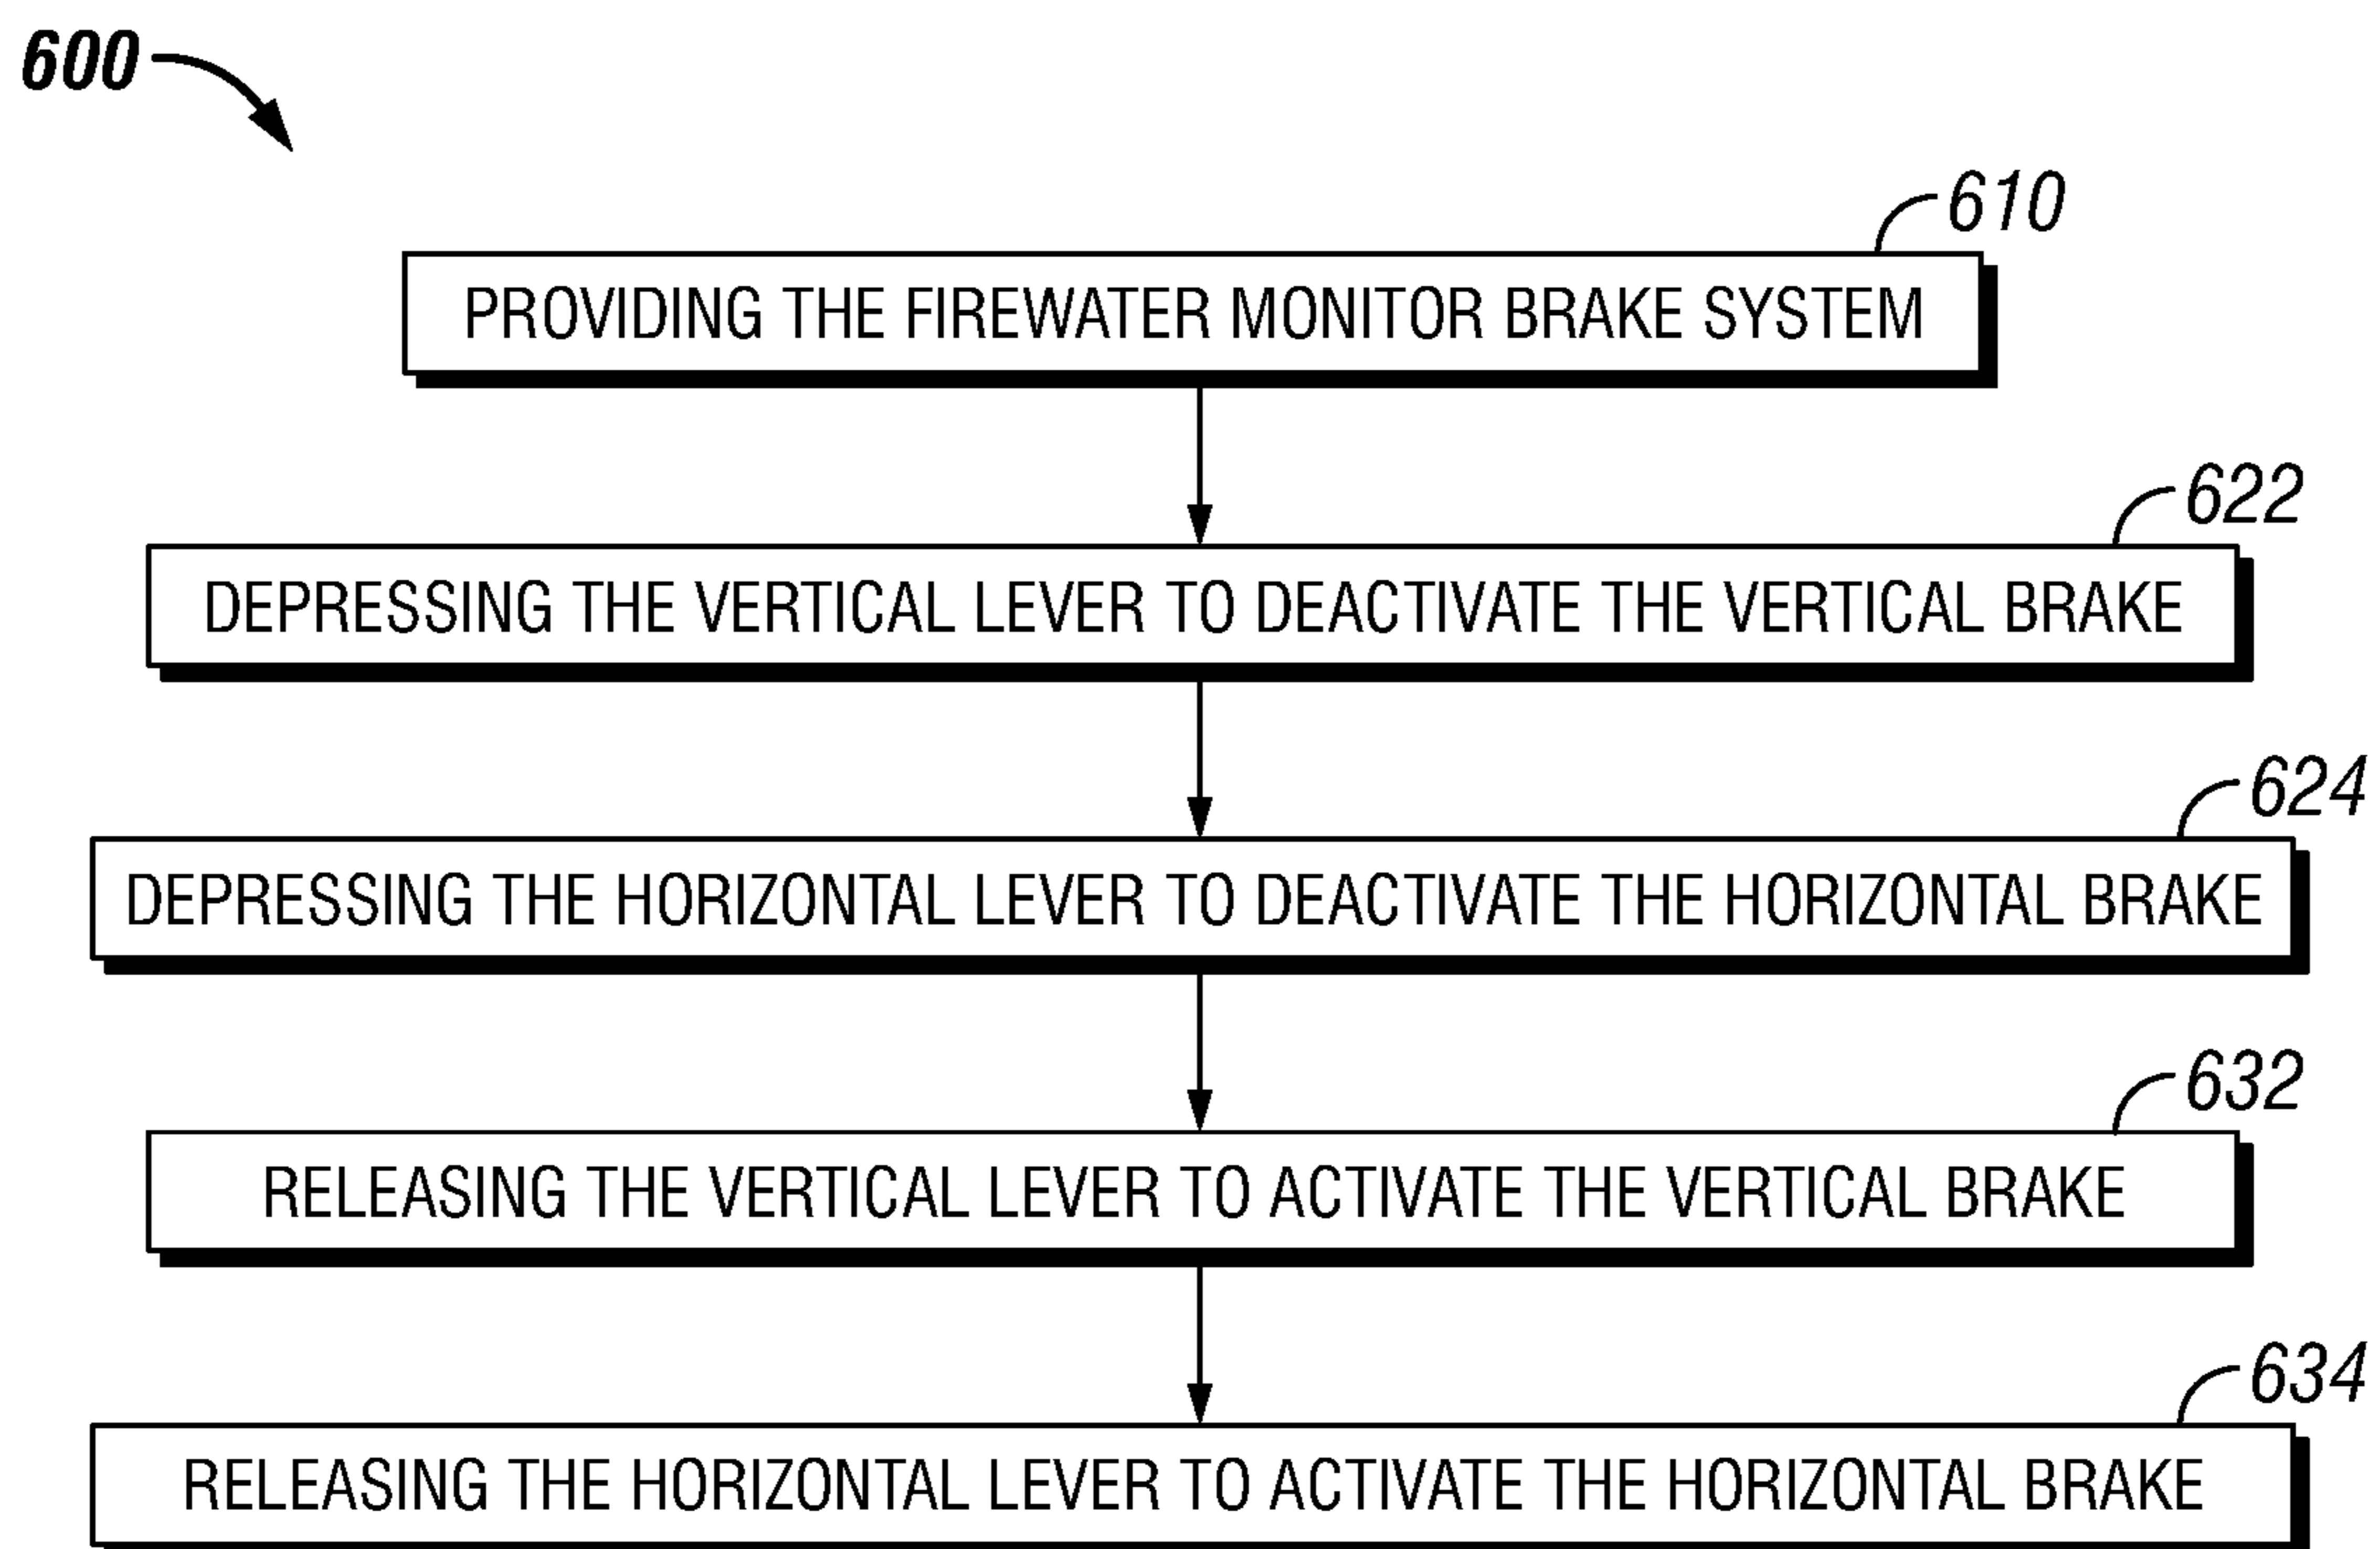 600
610
PROVIDING THE FIREWATER MONITOR BRAKE SYSTEM
622
DEPRESSING THE VERTICAL LEVER TO DEACTIVATE THE VERTICAL BRAKE
624
DEPRESSING THE HORIZONTAL LEVER TO DEACTIVATE THE HORIZONTAL BRAKE
632
RELEASING THE VERTICAL LEVER TO ACTIVATE THE VERTICAL BRAKE
634
RELEASING THE HORIZONTAL LEVER TO ACTIVATE THE HORIZONTAL BRAKE